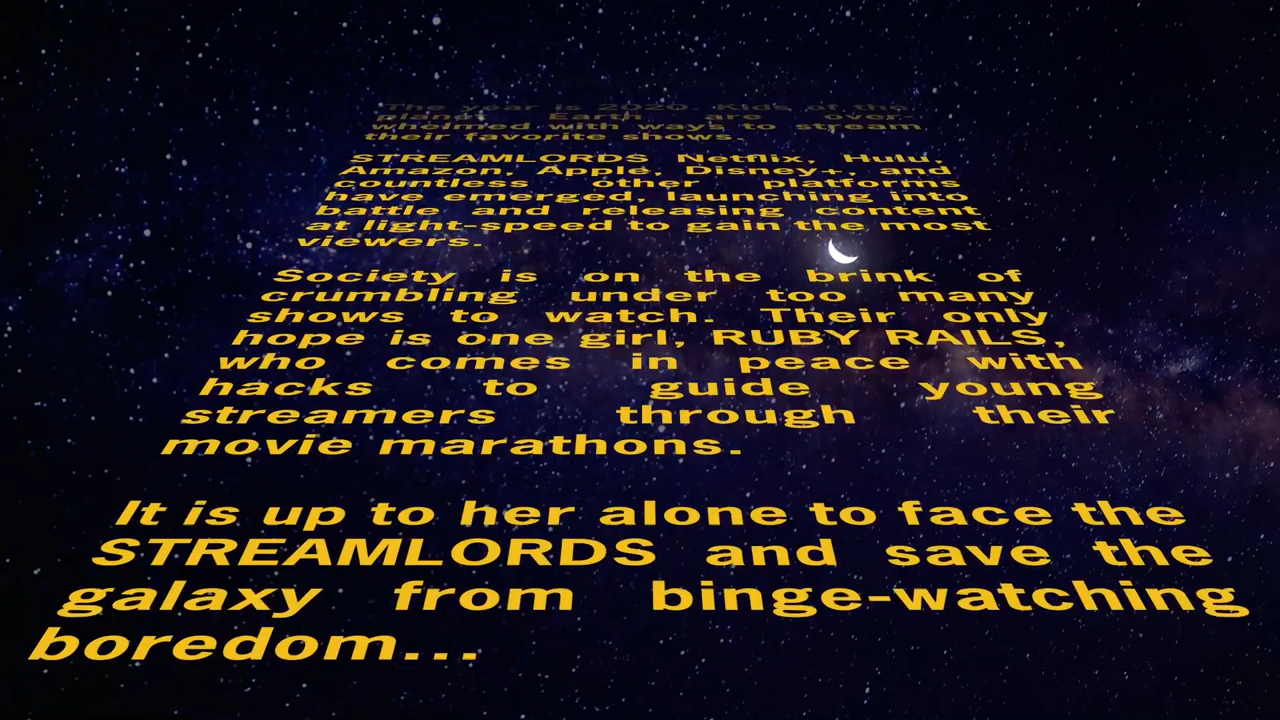 The year is 2020. Kids of the
planet Earth are over-
whelmed with ways to stream
their favorite shows.
STREAMLORDS Netflix, Hulu,
Amazon, Apple, Disney+, and
countless other platforms
have emerged, launching into
battle and releasing content
at light-speed to gain the most
viewers.
Society is on the brink of
crumbling under too many
shows to watch. Their only
hope is one girl, RUBY RAILS,
who comes in peace with
hacks to guide young
streamers through their
movie marathons.
It is up to her alone to face the
STREAMLORDS and save the
galaxy from binge-watching
boredom...